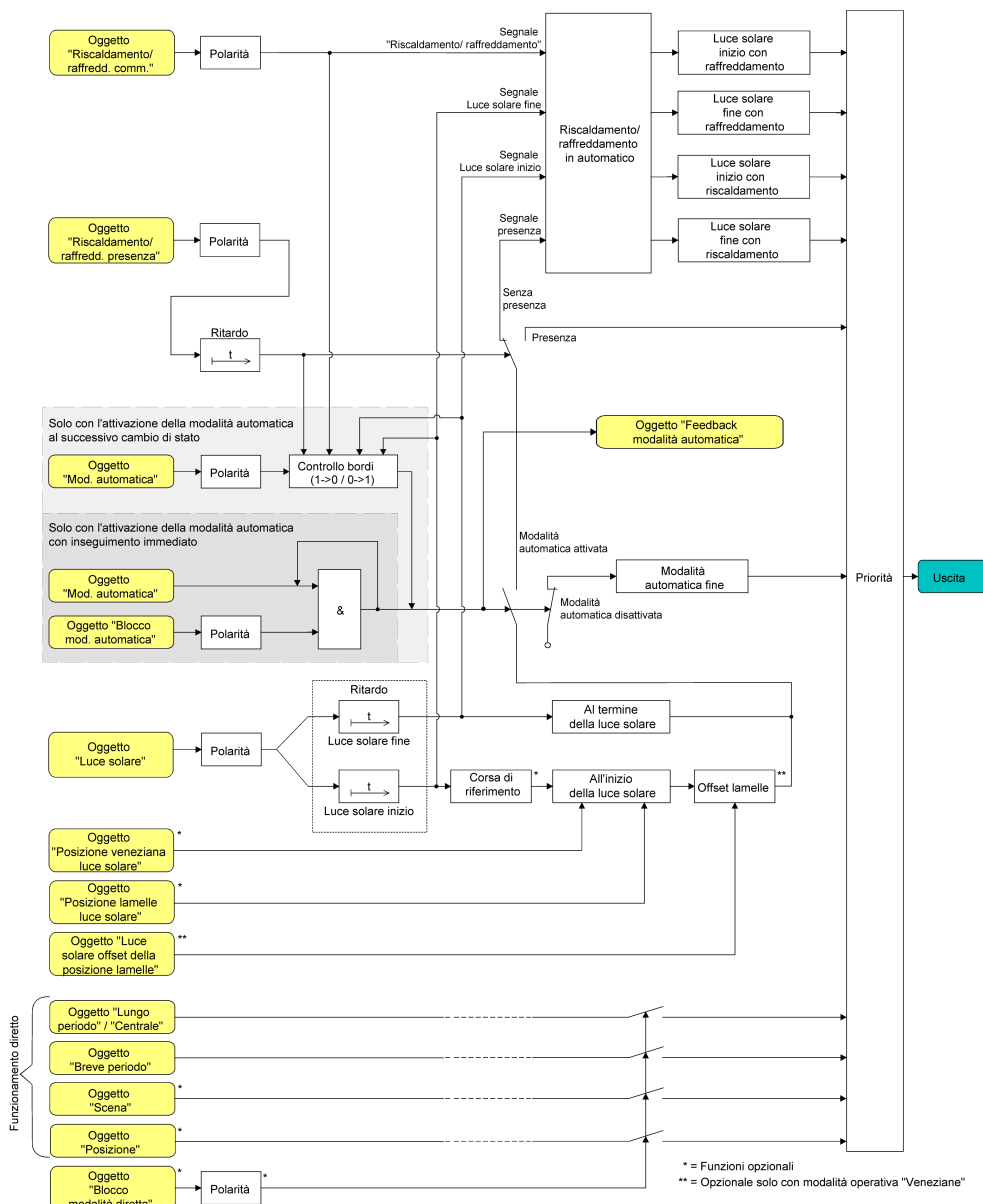 Oggetto
"Riscaldamento/
raffredd. comm."
Polarità
Segnale
"Riscaldamento/ raffreddamento"
Segnale
Luce solare fine
Segnale
Luce solare inizio
Segnale
presenza
Riscaldamento/
raffreddamento
in automatico
Luce solare
inizio con
raffreddamento
Luce solare
fine con
raffreddamento
Luce solare
inizio con
riscaldamento
Luce solare
fine con
riscaldamento
Oggetto
"Riscaldamento/
raffredd. presenza"
Polarità
Senza
presenza
Presenza
Ritardo
t
Solo con l'attivazione della modalità automatica
al successivo cambio di stato
Oggetto
"Mod. automatica"
Polarità
Controllo bordi
(1->0 / 0->1)
Oggetto "Feedback
modalità automatica"
Solo con l'attivazione della modalità automatica
con inseguimento immediato
Oggetto
"Mod. automatica"
Oggetto "Blocco
mod. automatica"
Polarità
&
Modalità
automatica attivata
Modalità
automatica disattivata
Modalità
automatica fine
Priorità
Uscita
Ritardo
t
Luce solare fine
t
Luce solare inizio
Oggetto
"Luce solare"
Polarità
Al termine
della luce solare
Corsa di
riferimento
*
All'inizio
della luce solare
Offset lamelle
**
Oggetto
"Posizione veneziana
luce solare"
*
Oggetto
"Posizione lamelle
luce solare"
*
Oggetto "Luce
solare offset della
posizione lamelle"
**
Funzionamento diretto
Oggetto "Lungo
periodo" / "Centrale"
Oggetto
"Breve periodo"
Oggetto
"Scena"
*
Oggetto
"Posizione"
*
Oggetto
"Blocco
modalità diretta"
*
Polarità
*
* = Funzioni opzionali
** = Opzionale solo con modalità operativa "Veneziane"